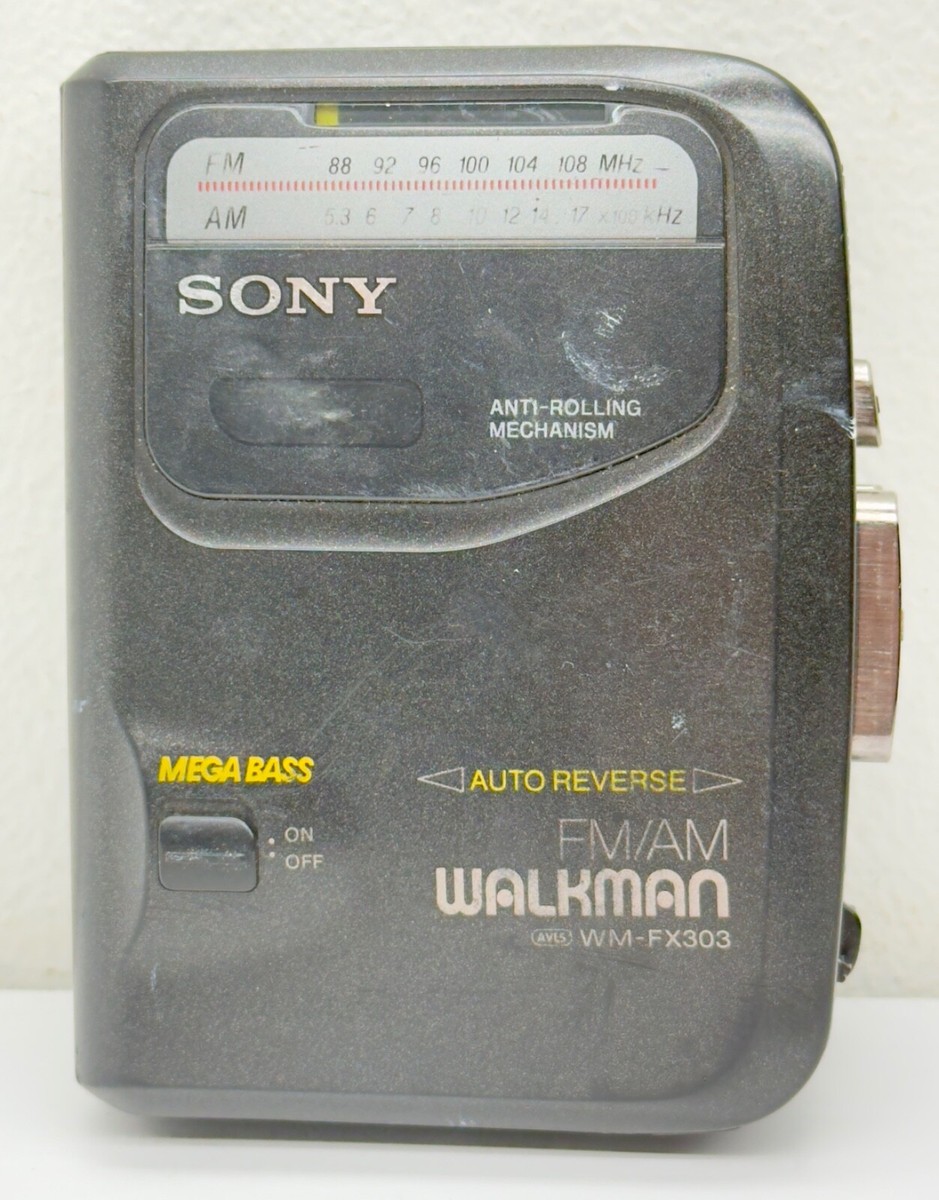 FM 88 92 96 100 104 108 MHz
AM 5.3 6 7 8 10 12 14 17 x100 kHz
SONY
ANTI-ROLLING
MECHANISM
MEGA BASS
AUTO REVERSE
ON
OFF
FM/AM
WALKMAN
AVLS WM-FX303